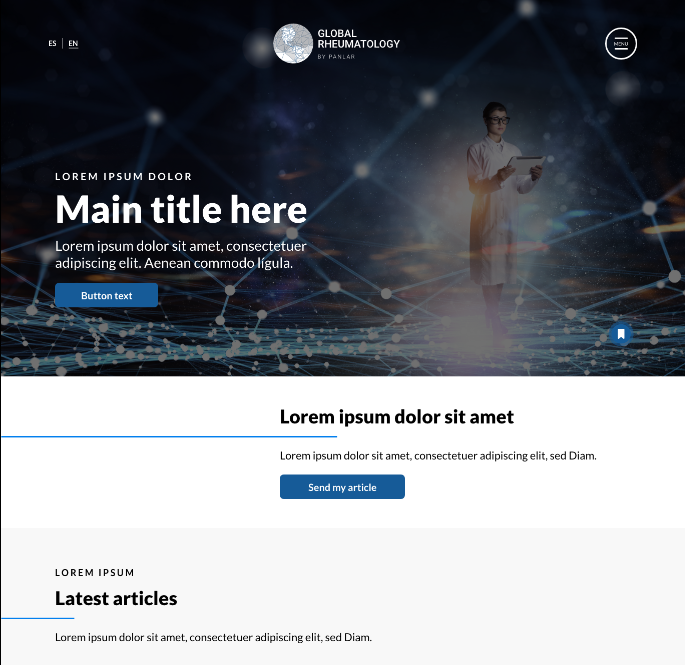 ES | EN
GLOBAL
RHEUMATOLOGY
BY PANLAR
MENU
LOREM IPSUM DOLOR
Main title here
Lorem ipsum dolor sit amet, consectetuer
adipiscing elit. Aenean commodo lígula.
Button text
Lorem ipsum dolor sit amet
Lorem ipsum dolor sit amet, consectetuer adipiscing elit, sed Diam.
Send my article
LOREM IPSUM
Latest articles
Lorem ipsum dolor sit amet, consectetuer adipiscing elit, sed Diam.